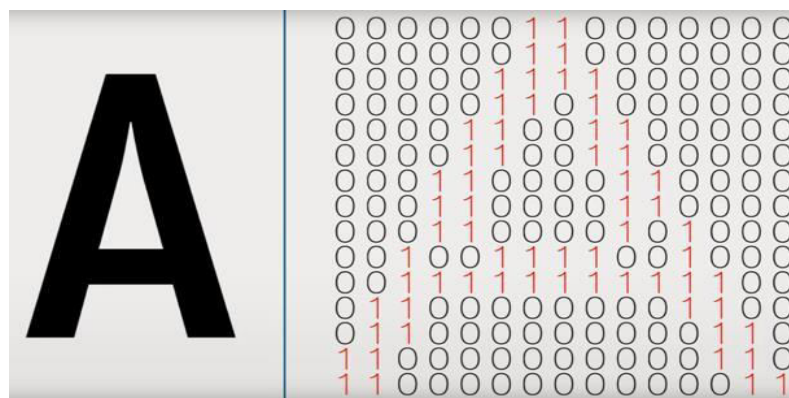 A
0 0 0 0 0 0 1 1 0 0 0 0 0 0 0
0 0 0 0 0 0 1 1 0 0 0 0 0 0 0
0 0 0 0 0 1 1 1 1 0 0 0 0 0 0
0 0 0 0 0 1 1 0 1 0 0 0 0 0 0
0 0 0 0 1 1 0 0 1 1 0 0 0 0 0
0 0 0 0 1 1 0 0 1 1 0 0 0 0 0
0 0 0 1 1 0 0 0 0 1 1 0 0 0 0
0 0 0 1 1 0 0 0 0 1 1 0 0 0 0
0 0 0 1 1 0 0 0 0 1 0 1 0 0 0
0 0 1 0 0 1 1 1 1 0 0 1 0 0 0
0 0 1 1 1 1 1 1 1 1 1 1 1 0 0
0 1 1 0 0 0 0 0 0 0 0 1 1 0 0
0 1 1 0 0 0 0 0 0 0 0 0 1 1 0
1 1 0 0 0 0 0 0 0 0 0 0 1 1 0
1 1 0 0 0 0 0 0 0 0 0 0 0 1 1